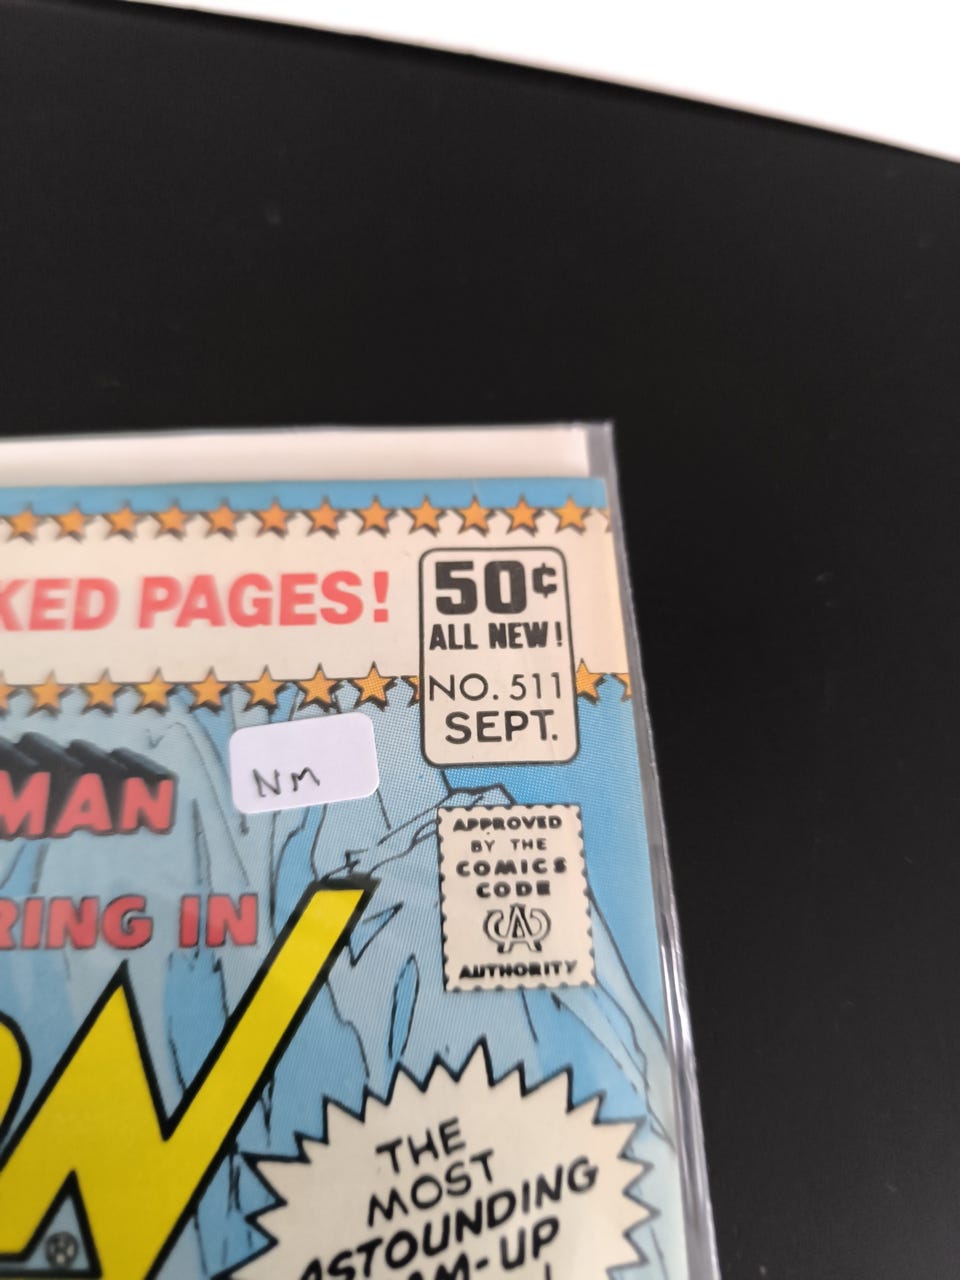 KED PAGES!
50¢
ALL NEW!
NO. 511
SEPT.
NM
MAN
RING IN
APPROVED
BY THE
COMICS
CODE
CA
AUTHORITY
N
®
THE
MOST
ASTOUNDING
M-UP